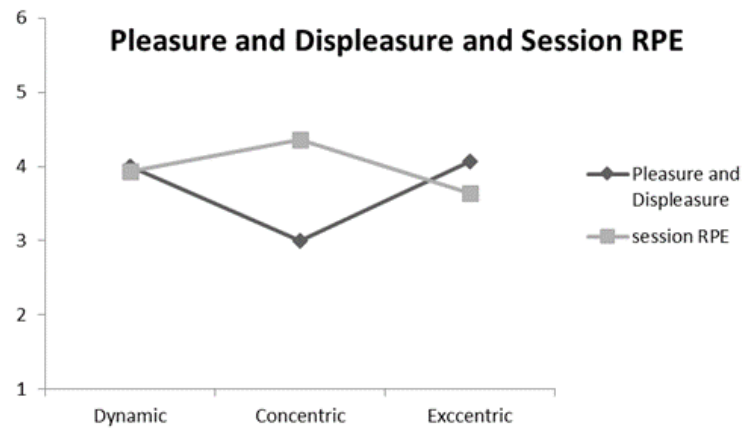 Pleasure and Displeasure and Session RPE
6
5
4
3
2
1
Dynamic
Concentric
Exccentric
Pleasure and
Displeasure
session RPE